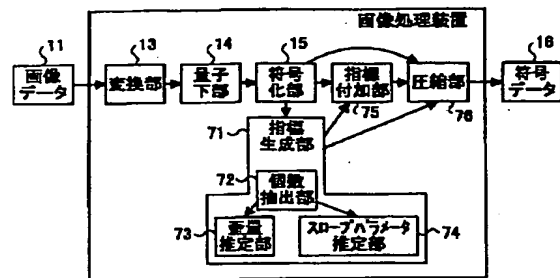 画像処理装置
11
13
14
15
16
画像
データ
変換部
量子
下部
符号
化部
指標
付加部
圧縮部
符号
データ
75
76
71
指標
生成部
72
個数
抽出部
73
歪量
推定部
スロープパラメータ
推定部
74